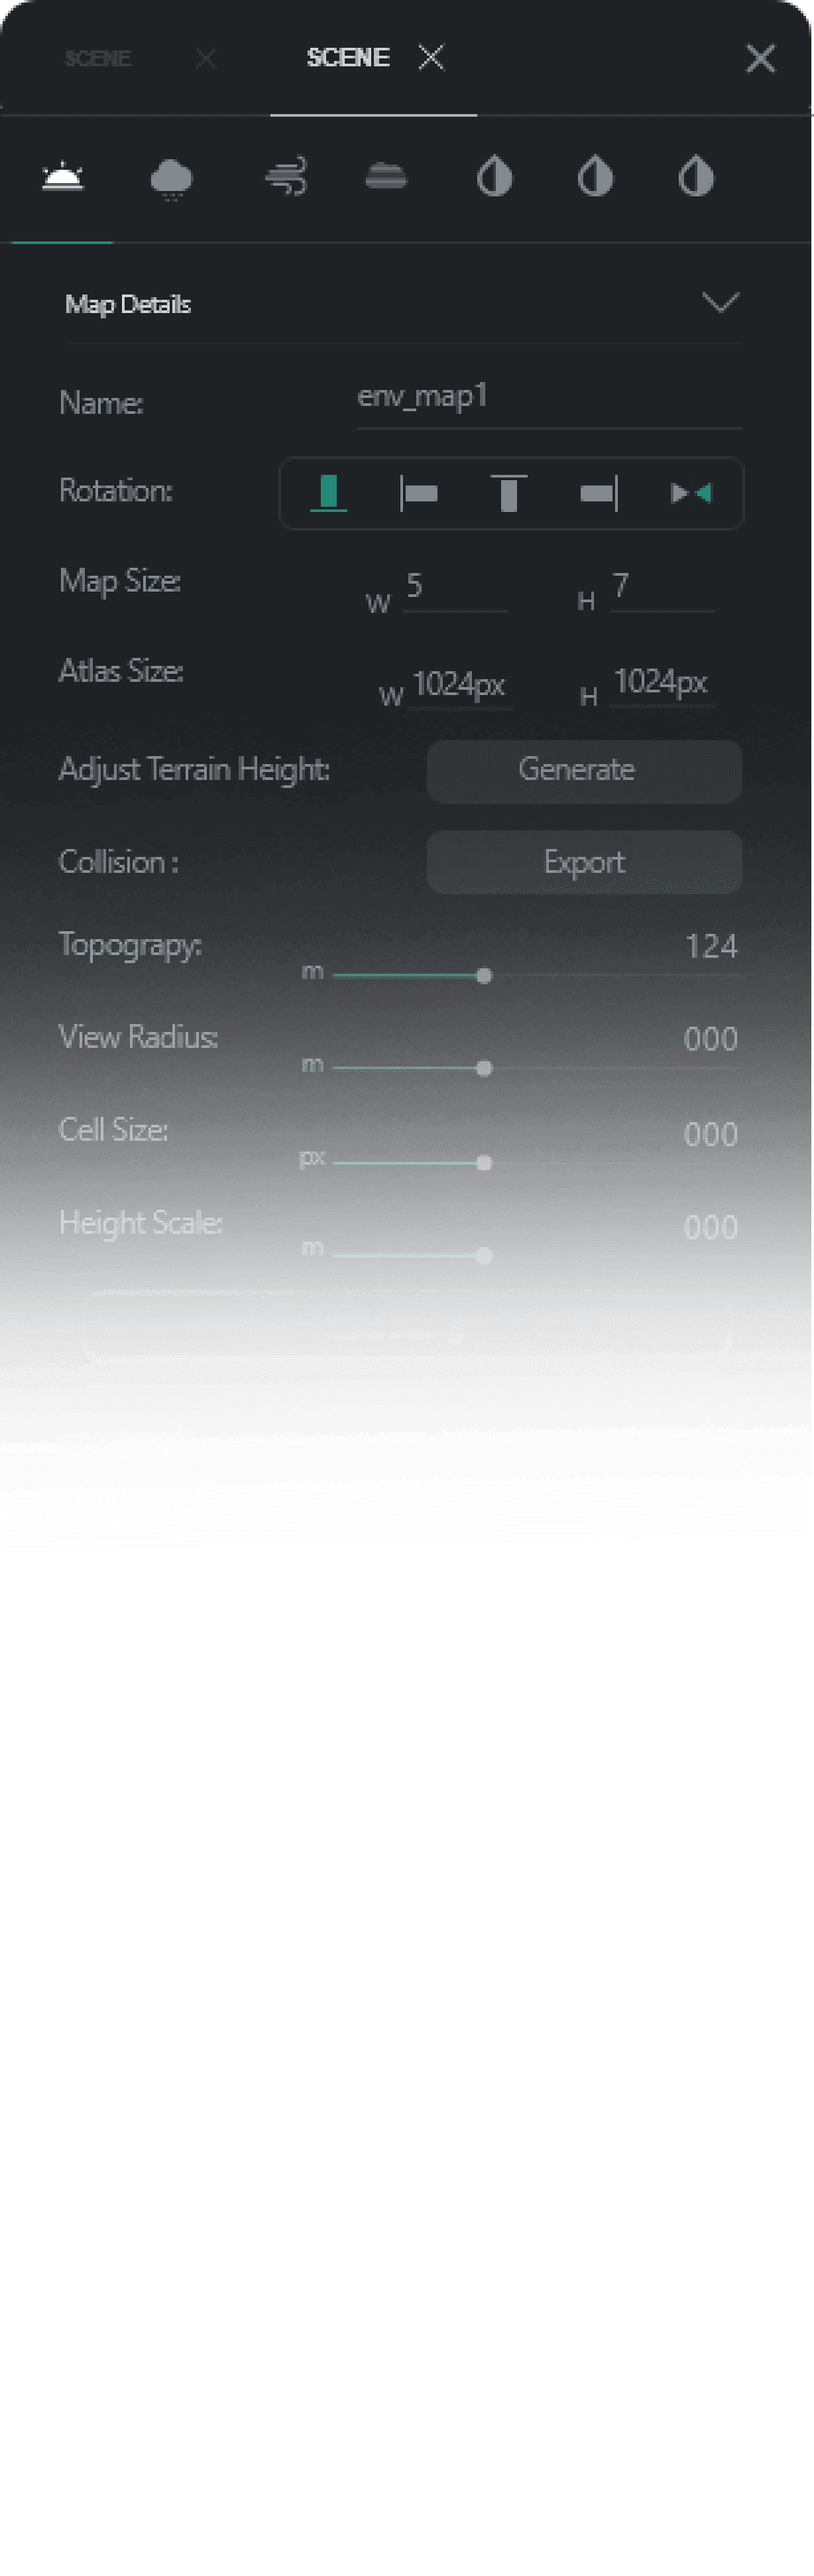 SCENE SCENE
Map Details
Name: env_map1
Rotation:
Map Size: W 5 H 7
Atlas Size: W 1024px H 1024px
Adjust Terrain Height: Generate
Collision : Export
Topograpy: m 124
View Radius: m 000
Cell Size: px 000
Height Scale: m 000